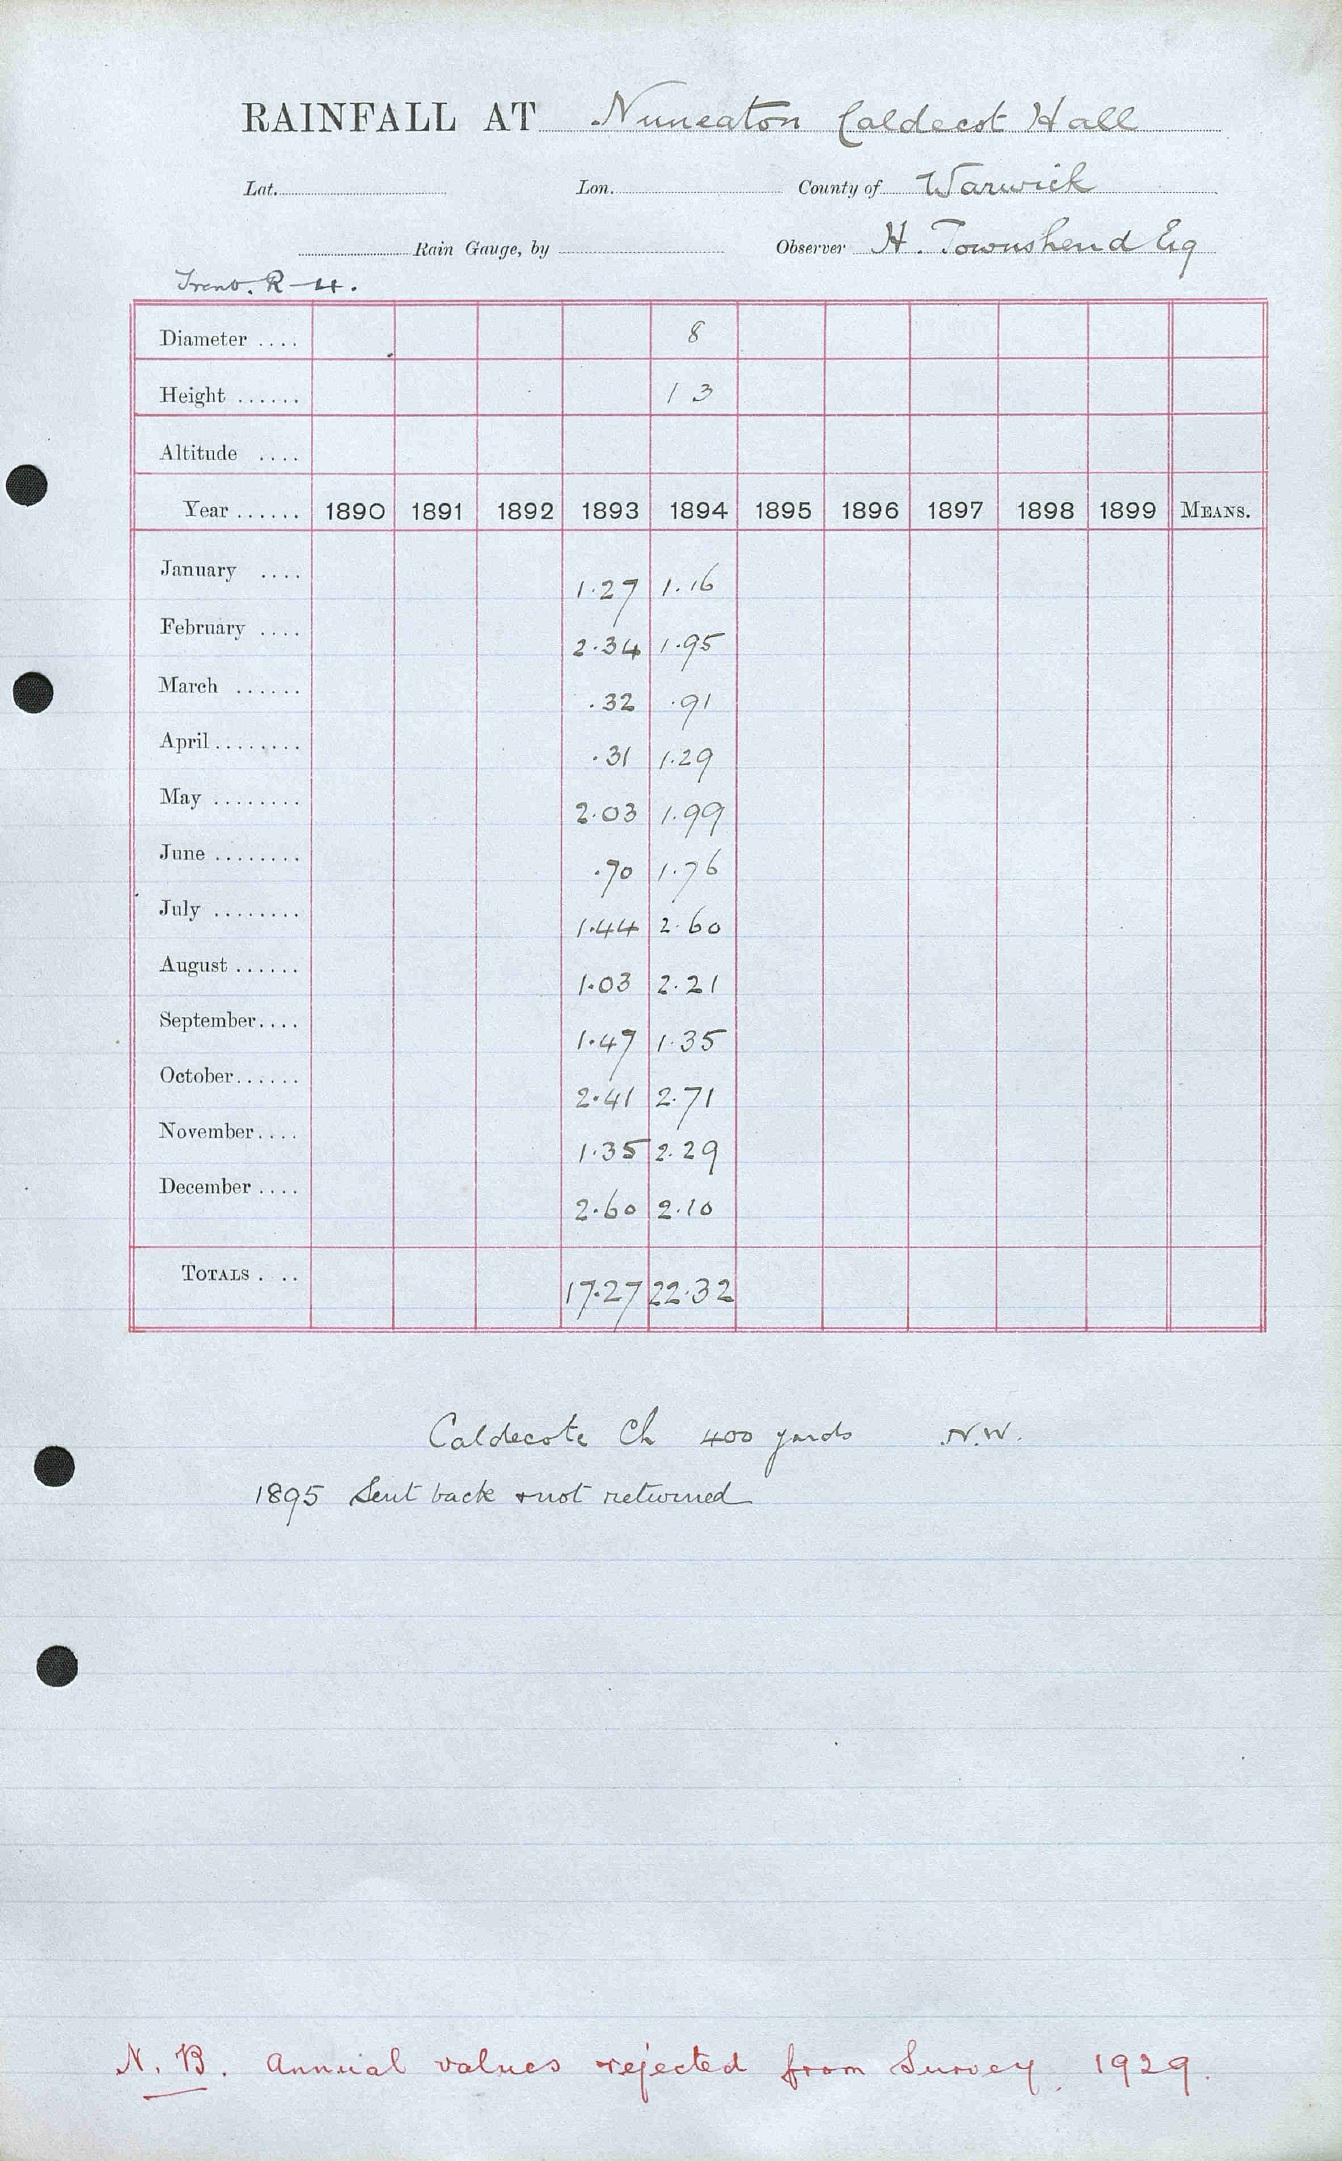 RAINFALL AT Nuneaton Caldecot Hall
Lat. Lon. County of Warwick
Rain Gauge, by Observer H. Townshend Esq
Trent. R-4.
Diameter .... 8
Height ...... 13
Altitude ....
Year ...... 1890 1891 1892 1893 1894 1895 1896 1897 1898 1899 MEANS.
January .... 1.27 1.16
February .... 2.34 1.95
March ...... .32 .91
April ........ .31 1.29
May ........ 2.03 1.99
June ........ .70 1.76
July ........ 1.44 2.60
August ...... 1.03 2.21
September.... 1.47 1.35
October...... 2.41 2.71
November.... 1.35 2.29
December .... 2.60 2.10
TOTALS . .. 17.27 22.32
Caldecote Ch 400 yards N.W.
1895 Sent back & not returned
N.B. Annual values rejected from Survey. 1929.